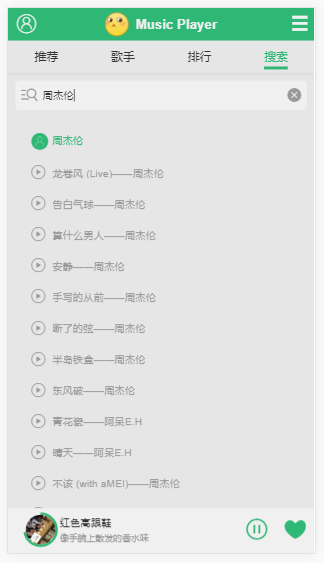 Music Player
推荐 歌手 排行 搜索
周杰伦
周杰伦
龙卷风 (Live)——周杰伦
告白气球——周杰伦
算什么男人——周杰伦
安静——周杰伦
手写的从前——周杰伦
断了的弦——周杰伦
半岛铁盒——周杰伦
东风破——周杰伦
青花瓷——阿呆E.H
晴天——阿呆E.H
不该 (with aMEI)——周杰伦
红色高跟鞋
像手腕上散发的香水味